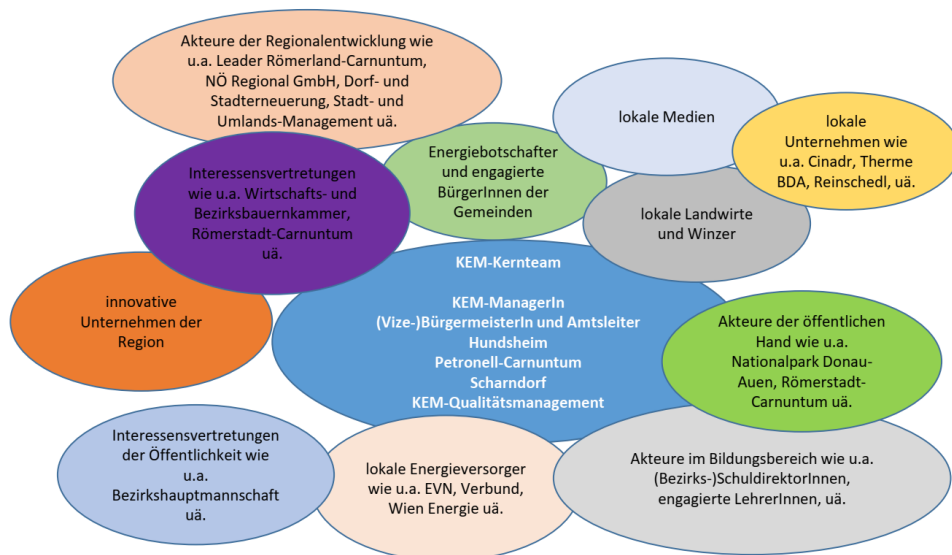 Akteure der Regionalentwicklung wie
u.a. Leader Römerland-Carnuntum,
NÖ Regional GmbH, Dorf- und
Stadterneuerung, Stadt- und
Umlands-Management uä.
lokale Medien
lokale
Unternehmen wie
u.a. Cinadr, Therme
BDA, Reinschedl, uä.
Energiebotschafter
und engagierte
BürgerInnen der
Gemeinden
Interessensvertretungen
wie u.a. Wirtschafts- und
Bezirksbauernkammer,
Römerstadt-Carnuntum
uä.
lokale Landwirte
und Winzer
KEM-Kernteam
KEM-ManagerIn
(Vize-)BürgermeisterIn und Amtsleiter
Hundsheim
Petronell-Carnuntum
Scharndorf
KEM-Qualitätsmanagement
innovative
Unternehmen der
Region
Akteure der öffentlichen
Hand wie u.a.
Nationalpark Donau-
Auen, Römerstadt-
Carnuntum uä.
Interessensvertretungen
der Öffentlichkeit wie
u.a.
Bezirkshauptmannschaft
uä.
lokale Energieversorger
wie u.a. EVN, Verbund,
Wien Energie uä.
Akteure im Bildungsbereich wie u.a.
(Bezirks-)SchuldirektorInnen,
engagierte LehrerInnen, uä.